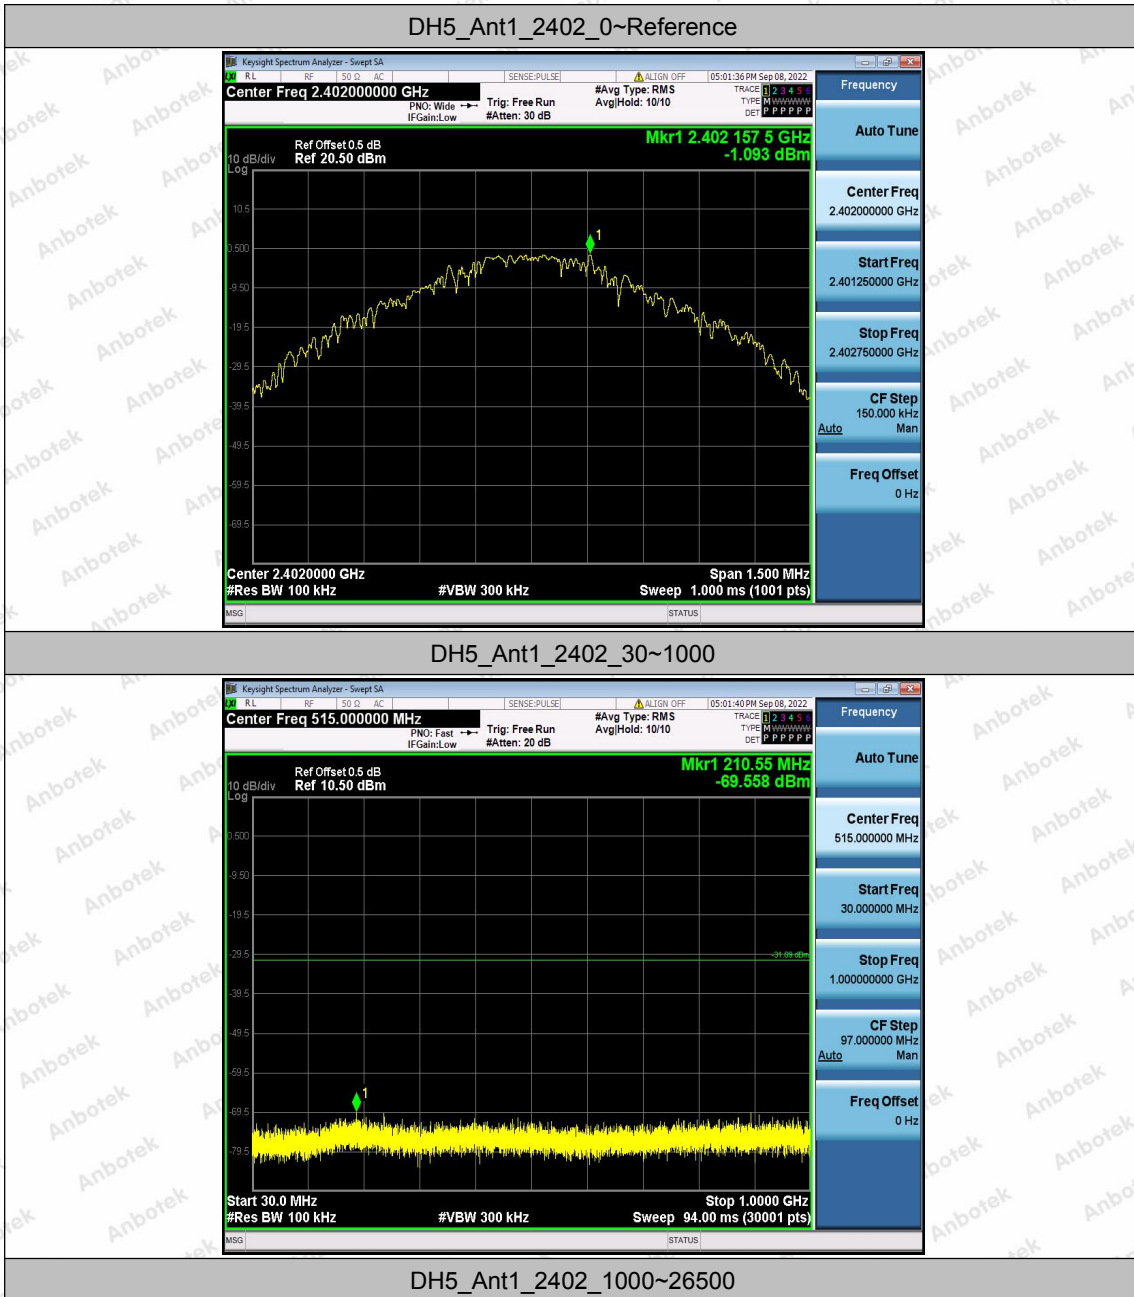 DH5_Ant1_2402_0~Reference
Keysight Spectrum Analyzer - Swept SA
LXI RL RF 50 Ω AC SENSE:PULSE ALIGN OFF 05:01:36 PM Sep 08, 2022
Center Freq 2.402000000 GHz
PNO: Wide
IFGain:Low
Trig: Free Run
#Atten: 30 dB
#Avg Type: RMS
Avg|Hold: 10/10
TRACE 1 2 3 4 5 6
TYPE M WWWWW
DET P P P P P P
Mkr1 2.402 157 5 GHz
-1.093 dBm
Ref Offset 0.5 dB
10 dB/div Ref 20.50 dBm
Log
10.5
0.500
-9.50
-19.5
-29.5
-39.5
-49.5
-59.5
-69.5
1
Center 2.4020000 GHz Span 1.500 MHz
#Res BW 100 kHz #VBW 300 kHz Sweep 1.000 ms (1001 pts)
MSG STATUS
Frequency
Auto Tune
Center Freq
2.402000000 GHz
Start Freq
2.401250000 GHz
Stop Freq
2.402750000 GHz
CF Step
150.000 kHz
Auto Man
Freq Offset
0 Hz
DH5_Ant1_2402_30~1000
Keysight Spectrum Analyzer - Swept SA
LXI RL RF 50 Ω AC SENSE:PULSE ALIGN OFF 05:01:40 PM Sep 08, 2022
Center Freq 515.000000 MHz
PNO: Fast
IFGain:Low
Trig: Free Run
#Atten: 20 dB
#Avg Type: RMS
Avg|Hold: 10/10
TRACE 1 2 3 4 5 6
TYPE M WWWWW
DET P P P P P P
Mkr1 210.55 MHz
-69.558 dBm
Ref Offset 0.5 dB
10 dB/div Ref 10.50 dBm
Log
0.500
-9.50
-19.5
-29.5
-39.5
-49.5
-59.5
-69.5
-79.5
-31.09 dBm
1
Start 30.0 MHz Stop 1.0000 GHz
#Res BW 100 kHz #VBW 300 kHz Sweep 94.00 ms (30001 pts)
MSG STATUS
Frequency
Auto Tune
Center Freq
515.000000 MHz
Start Freq
30.000000 MHz
Stop Freq
1.000000000 GHz
CF Step
97.000000 MHz
Auto Man
Freq Offset
0 Hz
DH5_Ant1_2402_1000~26500